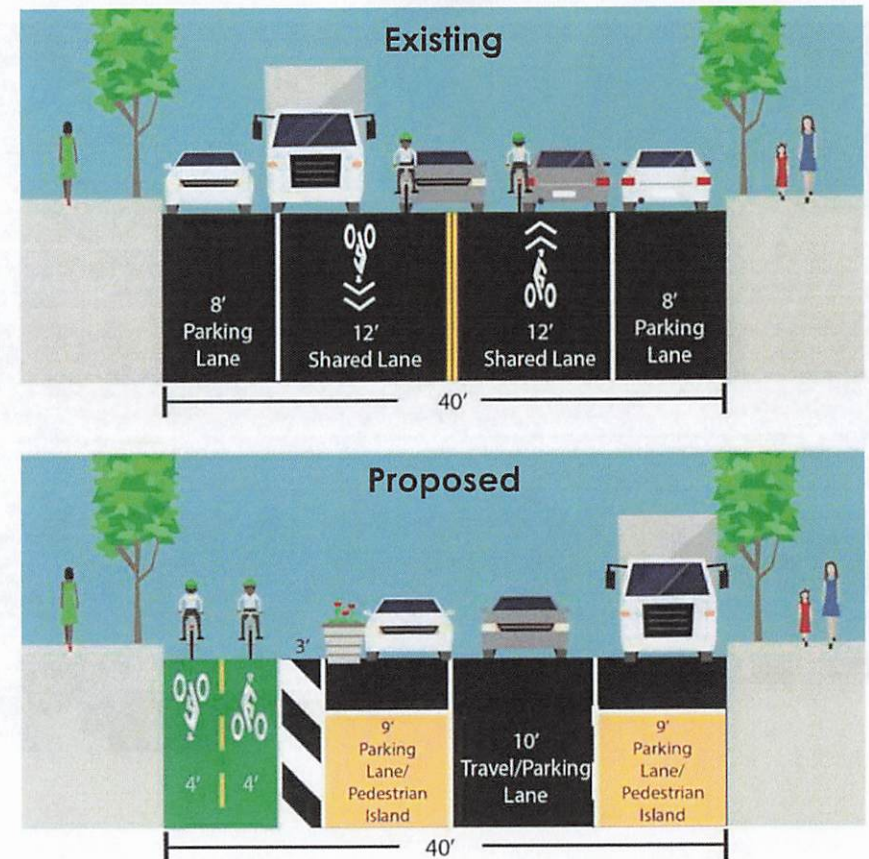 Existing
8'
Parking
Lane
12'
Shared Lane
12'
Shared Lane
8'
Parking
Lane
40'
Proposed
3'
4'
4'
9'
Parking
Lane/
Pedestrian
Island
10'
Travel/Parking
Lane
9'
Parking
Lane/
Pedestrian
Island
40'